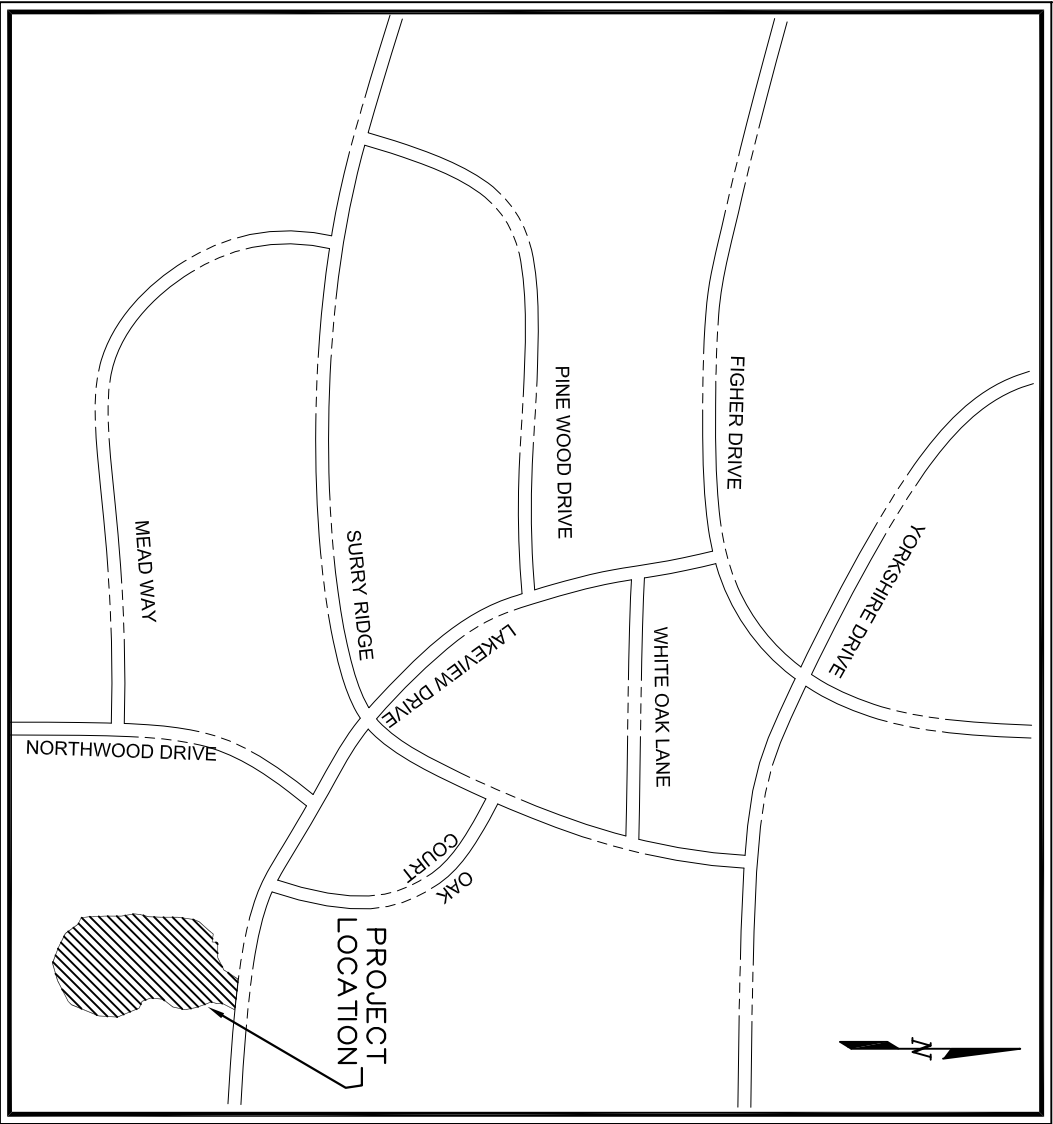 YORKSHIRE DRIVE
FIGHER DRIVE
PINE WOOD DRIVE
WHITE OAK LANE
LAKEVIEW DRIVE
SURRY RIDGE
MEAD WAY
NORTHWOOD DRIVE
OAK
COURT
PROJECT
LOCATION
N